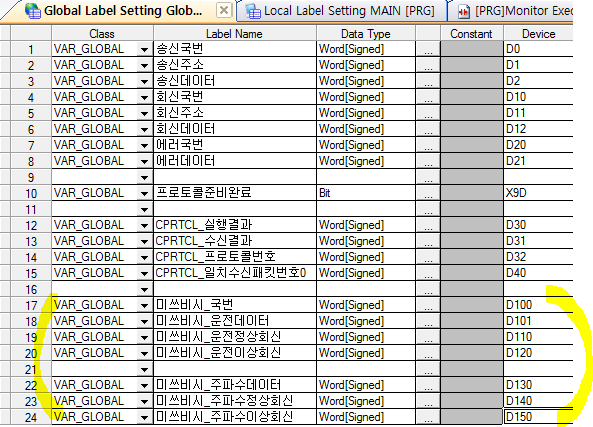 Global Label Setting Glob... Local Label Setting MAIN [PRG] [PRG]Monitor Exec
Class Label Name Data Type Constant Device
1 VAR_GLOBAL 송신국번 Word[Signed] ... D0
2 VAR_GLOBAL 송신주소 Word[Signed] ... D1
3 VAR_GLOBAL 송신데이터 Word[Signed] ... D2
4 VAR_GLOBAL 회신국번 Word[Signed] ... D10
5 VAR_GLOBAL 회신주소 Word[Signed] ... D11
6 VAR_GLOBAL 회신데이터 Word[Signed] ... D12
7 VAR_GLOBAL 에러국번 Word[Signed] ... D20
8 VAR_GLOBAL 에러데이터 Word[Signed] ... D21
9 ...
10 VAR_GLOBAL 프로토콜준비완료 Bit ... X9D
11 ...
12 VAR_GLOBAL CPRTCL_실행결과 Word[Signed] ... D30
13 VAR_GLOBAL CPRTCL_수신결과 Word[Signed] ... D31
14 VAR_GLOBAL CPRTCL_프로토콜번호 Word[Signed] ... D32
15 VAR_GLOBAL CPRTCL_일치수신패킷번호0 Word[Signed] ... D40
16 ...
17 VAR_GLOBAL 미쓰비시_국번 Word[Signed] ... D100
18 VAR_GLOBAL 미쓰비시_운전데이터 Word[Signed] ... D101
19 VAR_GLOBAL 미쓰비시_운전정상회신 Word[Signed] ... D110
20 VAR_GLOBAL 미쓰비시_운전이상회신 Word[Signed] ... D120
21 ...
22 VAR_GLOBAL 미쓰비시_주파수데이터 Word[Signed] ... D130
23 VAR_GLOBAL 미쓰비시_주파수정상회신 Word[Signed] ... D140
24 VAR_GLOBAL 미쓰비시_주파수이상회신 Word[Signed] ... D150